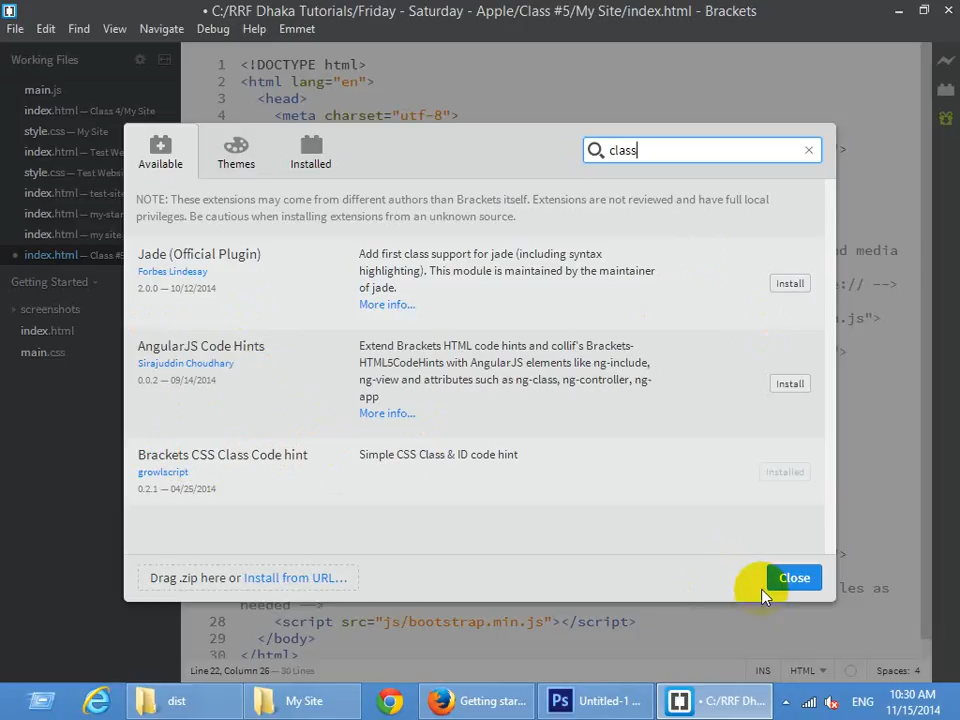 • C:/RRF Dhaka Tutorials/Friday - Saturday - Apple/Class #5/My Site/index.html - Brackets
File Edit Find View Navigate Debug Help Emmet
Working Files
main.js
index.html — Class 4/My Site
style.css — My Site
index.html — Test Web
style.css — Test Website
index.html — test-site
index.html — my-star
index.html — my site
index.html — Class #5
Getting Started
screenshots
index.html
main.css
1 <!DOCTYPE html>
2 <html lang="en">
3 <head>
4 <meta charset="utf-8">
Available
Themes
Installed
class
NOTE: These extensions may come from different authors than Brackets itself. Extensions are not reviewed and have full local
privileges. Be cautious when installing extensions from an unknown source.
Jade (Official Plugin)
Forbes Lindesay
2.0.0 — 10/12/2014
Add first class support for jade (including syntax
highlighting). This module is maintained by the maintainer
of jade.
More info...
Install
AngularJS Code Hints
Sirajuddin Choudhary
0.0.2 — 09/14/2014
Extend Brackets HTML code hints and collif's Brackets-
HTML5CodeHints with AngularJS elements like ng-include,
ng-view and attributes such as ng-class, ng-controller, ng-
app
More info...
Install
Brackets CSS Class Code hint
growlscript
0.2.1 — 04/25/2014
Simple CSS Class & ID code hint
Installed
Drag .zip here or Install from URL...
Close
">
d media
:// -->
n.js">
>
>
les as
needed -->
28 <script src="js/bootstrap.min.js"></script>
29 </body>
30 </html>
Line 22, Column 26 — 30 Lines
INS
HTML
Spaces: 4
dist
My Site
Getting star...
Untitled-1 ...
• C:/RRF Dh...
ENG
10:30 AM
11/15/2014